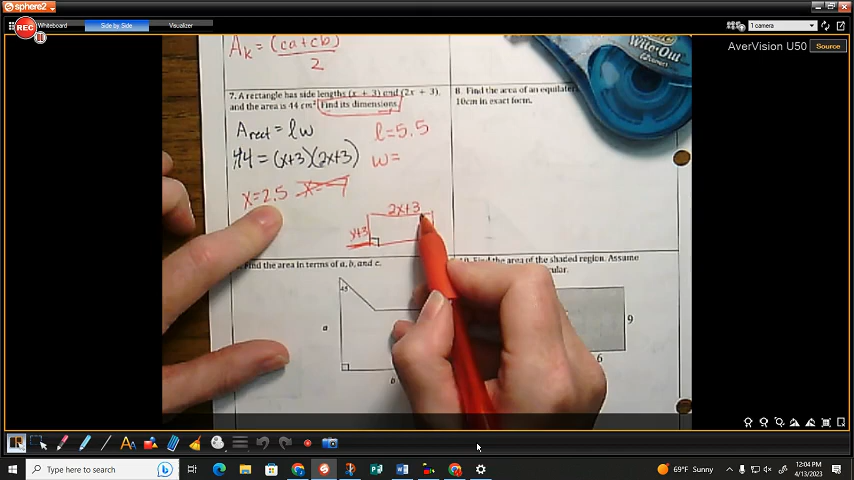 sphere2
REC
Whiteboard
Side by Side
Visualizer
1 camera
AverVision U50
Source
A_k = (ca+cb)
2
7. A rectangle has side lengths (x + 3) and (2x + 3),
and the area is 44 cm². Find its dimensions.
A_rect = lw
44 = (x+3)(2x+3)
x=2.5
l=5.5
w=
2x+3
x+3
8. Find the area of an equilater
10cm in exact form.
Wite·Out
Find the area in terms of a, b, and c.
45
a
b
10. Find the area of the shaded region. Assume
cular.
9
6
Type here to search
69°F Sunny
12:04 PM
4/13/2023